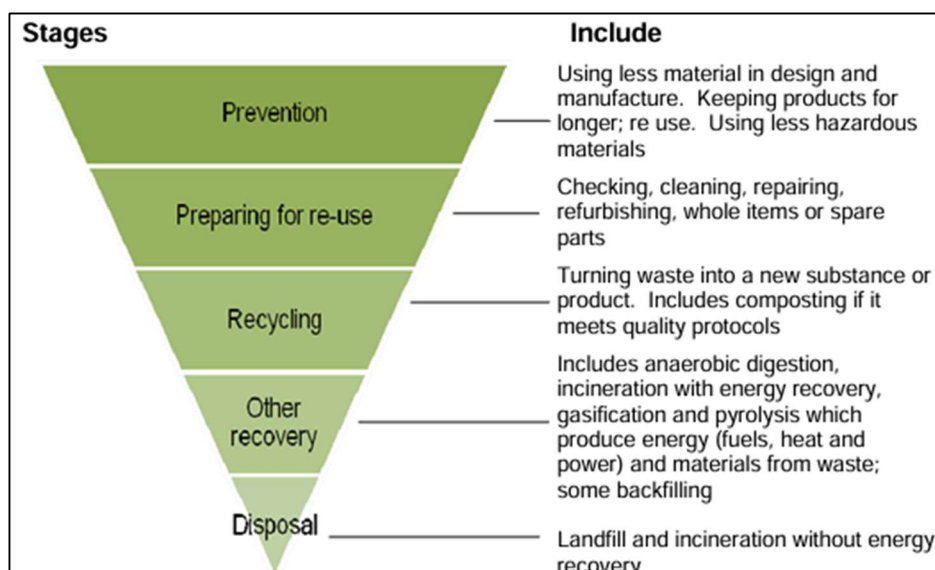 Stages
Include
Prevention
Using less material in design and
manufacture. Keeping products for
longer; re use. Using less hazardous
materials
Preparing for re-use
Checking, cleaning, repairing,
refurbishing, whole items or spare
parts
Recycling
Turning waste into a new substance or
product. Includes composting if it
meets quality protocols
Other
recovery
Includes anaerobic digestion,
incineration with energy recovery,
gasification and pyrolysis which
produce energy (fuels, heat and
power) and materials from waste;
some backfilling
Disposal
Landfill and incineration without energy
recovery